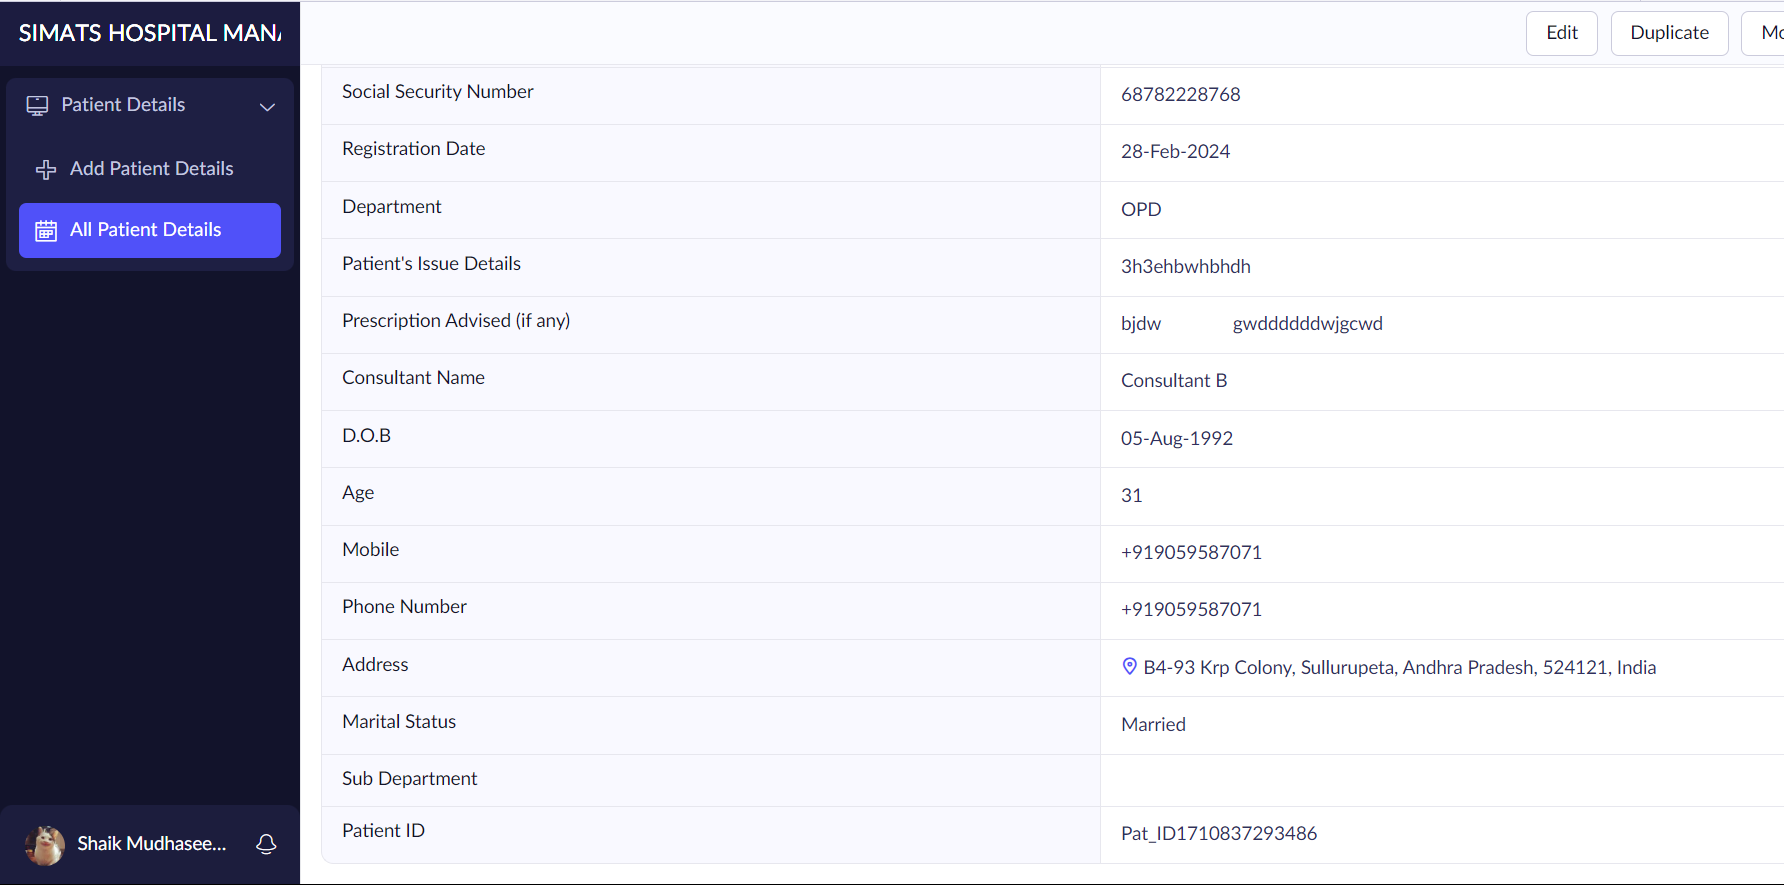 SIMATS HOSPITAL MANA
Patient Details
Add Patient Details
All Patient Details
Shaik Mudhasee...
Edit
Duplicate
Mo
Social Security Number 68782228768
Registration Date 28-Feb-2024
Department OPD
Patient's Issue Details 3h3ehbwhbhdh
Prescription Advised (if any) bjdw gwddddddwjgcwd
Consultant Name Consultant B
D.O.B 05-Aug-1992
Age 31
Mobile +919059587071
Phone Number +919059587071
Address B4-93 Krp Colony, Sullurupeta, Andhra Pradesh, 524121, India
Marital Status Married
Sub Department
Patient ID Pat_ID1710837293486